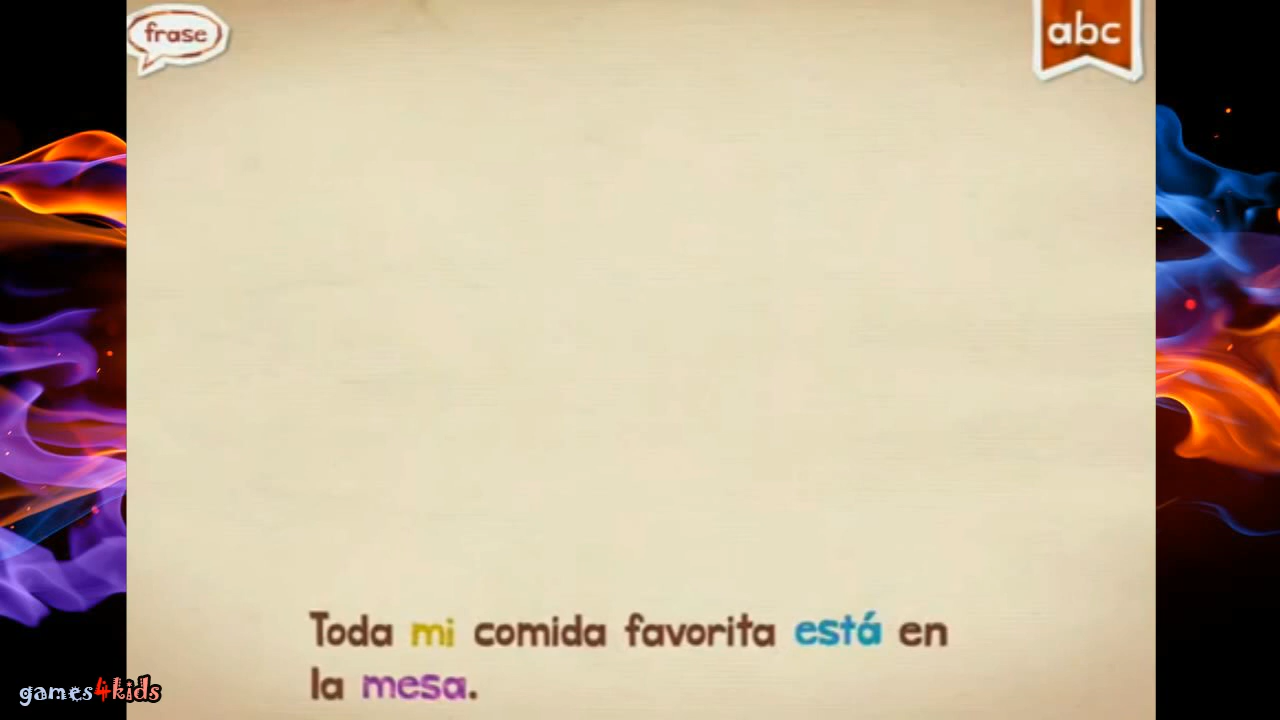 frase
abc
Toda mi comida favorita está en
la mesa.
games4kids